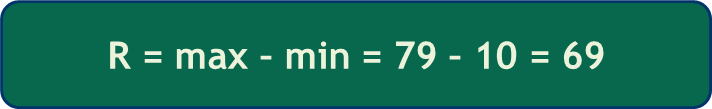 R = max - min = 79 - 10 = 69